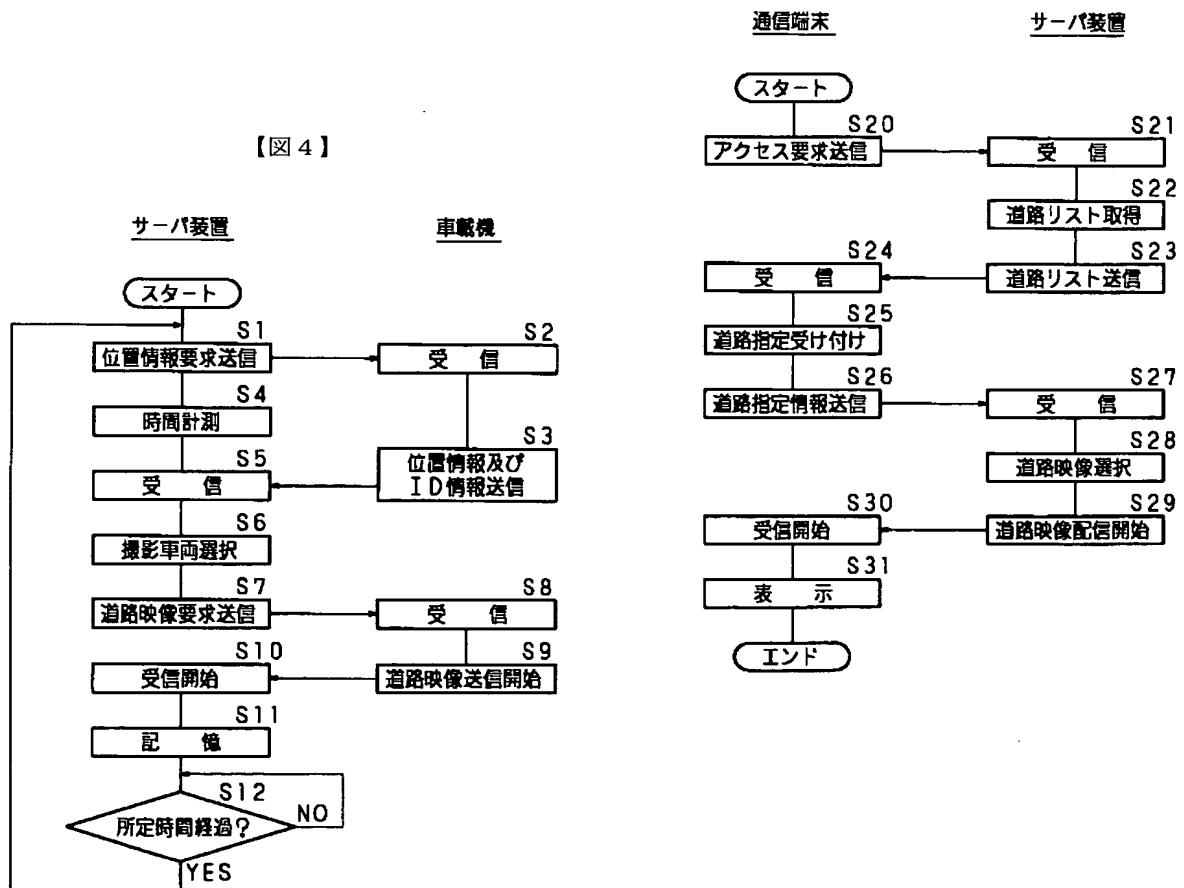 【図4】
サーバ装置
車載機
スタート
S1
位置情報要求送信
S2
受 信
S4
時間計測
S3
位置情報及び
ID情報送信
S5
受 信
S6
撮影車両選択
S7
道路映像要求送信
S8
受 信
S10
受信開始
S9
道路映像送信開始
S11
記 憶
S12
所定時間経過?
NO
YES
通信端末
サーバ装置
スタート
S20
アクセス要求送信
S21
受 信
S22
道路リスト取得
S24
受 信
S23
道路リスト送信
S25
道路指定受け付け
S26
道路指定情報送信
S27
受 信
S28
道路映像選択
S30
受信開始
S29
道路映像配信開始
S31
表 示
エンド